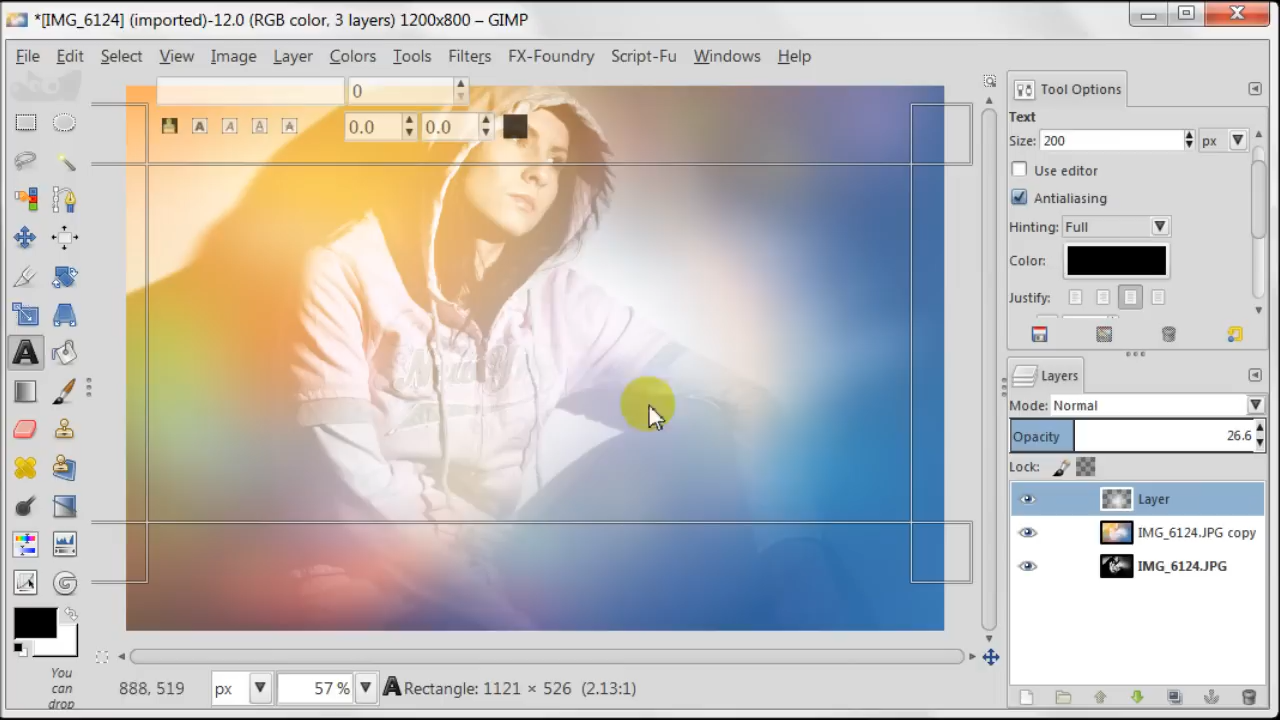 *[IMG_6124] (imported)-12.0 (RGB color, 3 layers) 1200x800 – GIMP
File Edit Select View Image Layer Colors Tools Filters FX-Foundry Script-Fu Windows Help
0
0.0 0.0
Tool Options
Text
Size: 200 px
Use editor
Antialiasing
Hinting: Full
Color:
Justify:
Layers
Mode: Normal
Opacity 26.6
Lock:
Layer
IMG_6124.JPG copy
IMG_6124.JPG
You
can
drop
888, 519 px 57 % Rectangle: 1121 × 526 (2.13:1)